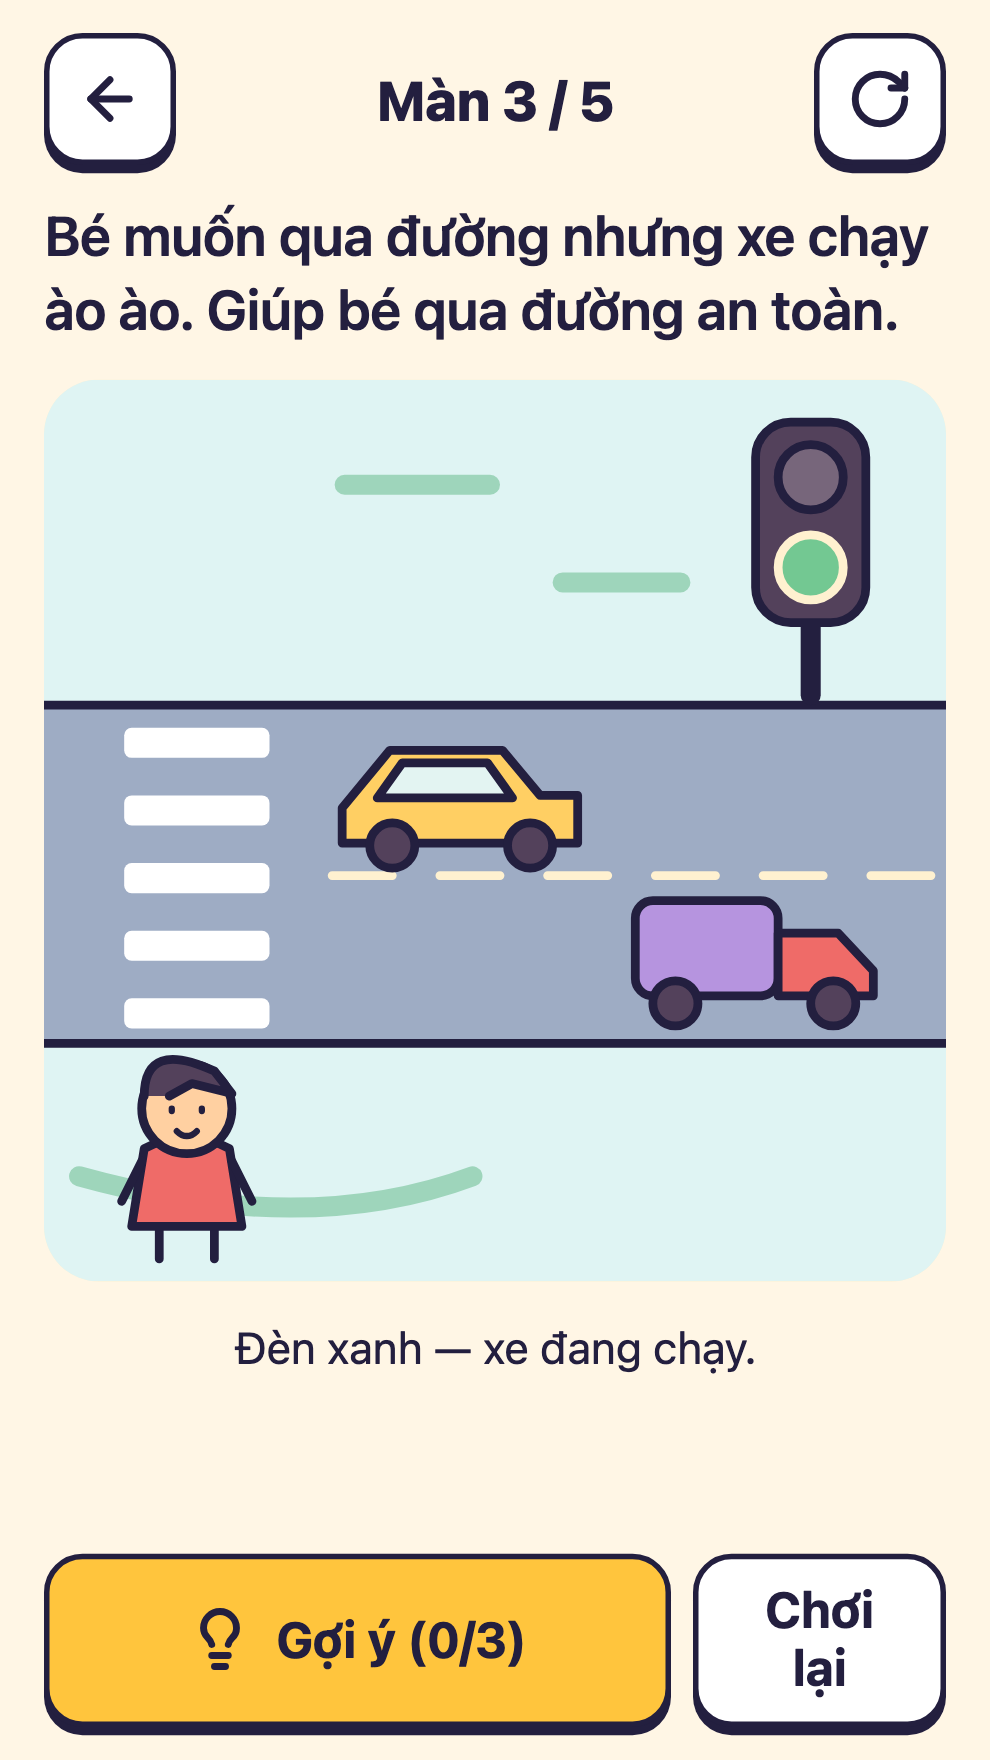 Màn 3 / 5
Bé muốn qua đường nhưng xe chạy
ào ào. Giúp bé qua đường an toàn.
Đèn xanh — xe đang chạy.
Gợi ý (0/3)
Chơi
lại